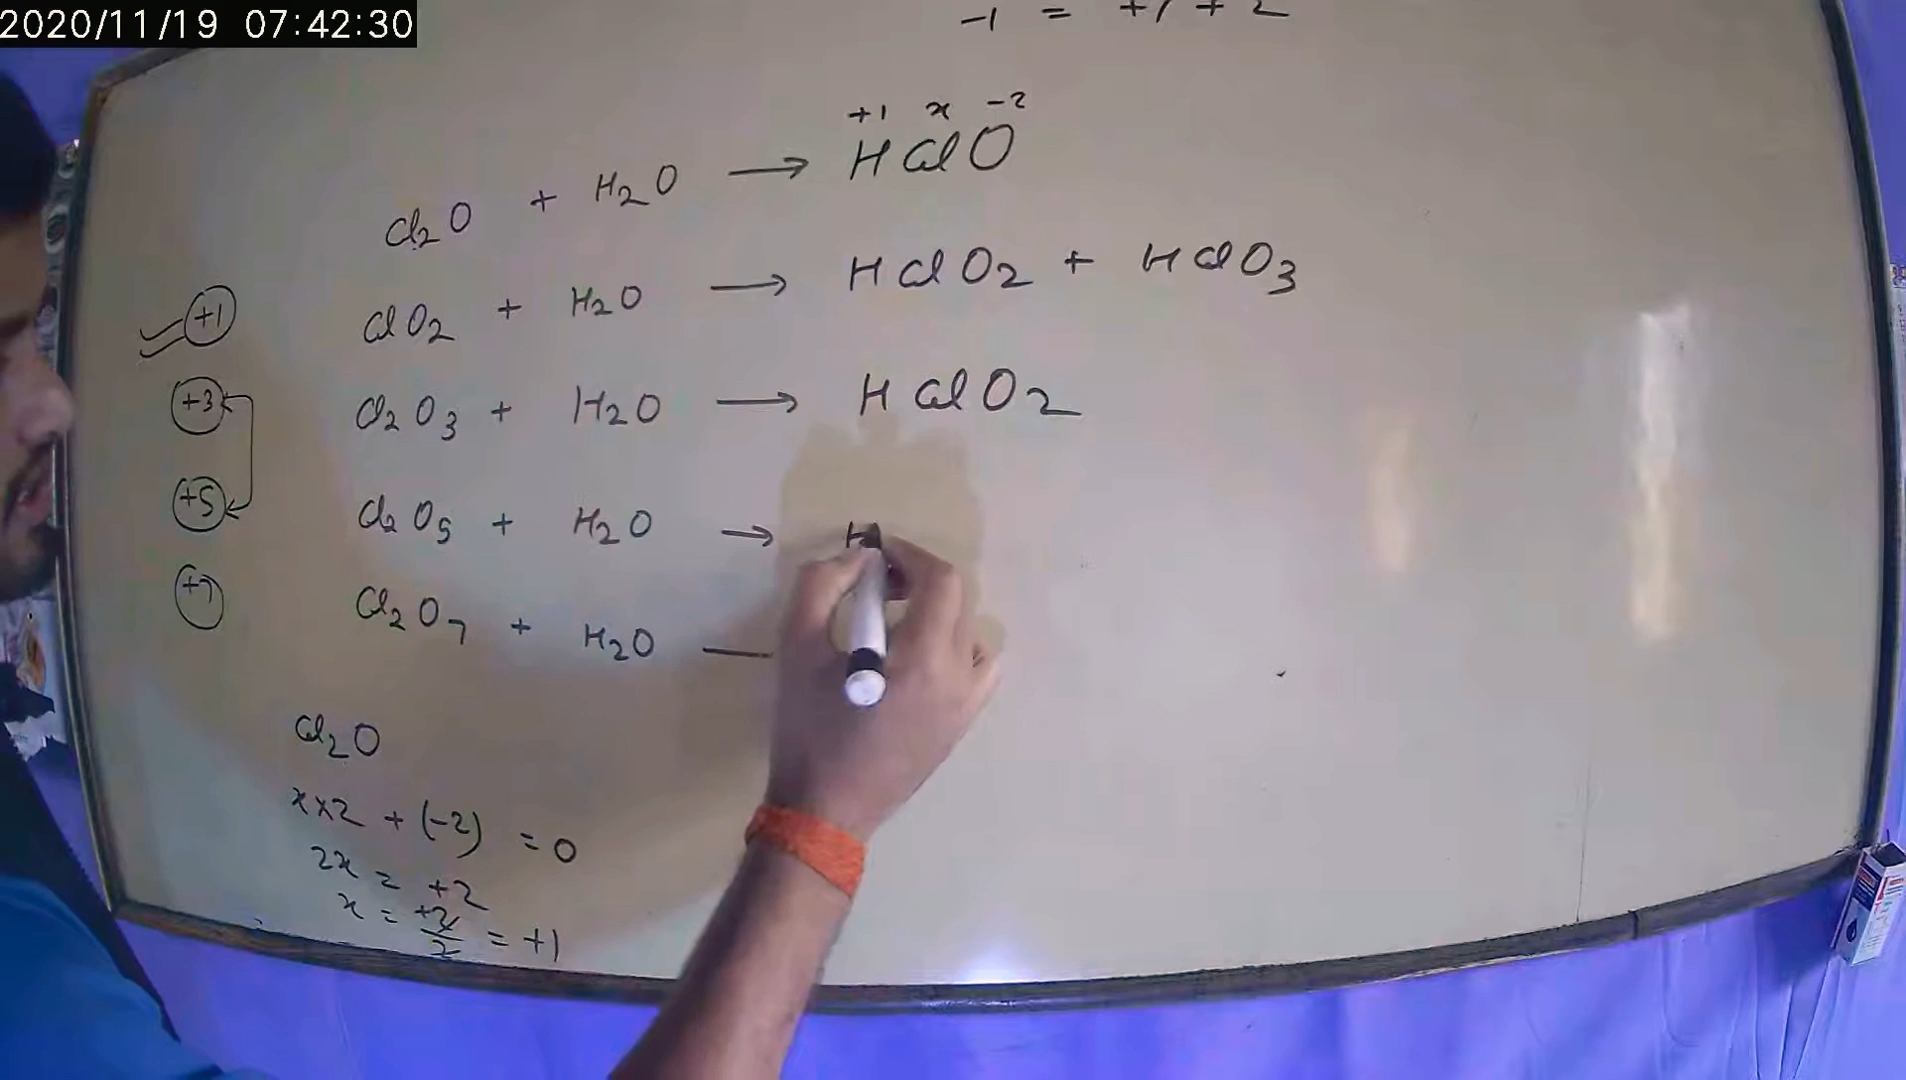 2020/11/19 07:42:30
-1 = +1 + 2
+1 x -2
Cl2O + H2O → HClO
+1 ClO2 + H2O → HClO2 + HClO3
+3 Cl2O3 + H2O → HClO2
+5 Cl2O5 + H2O → H
+7 Cl2O7 + H2O —
Cl2O
x×2 + (-2) = 0
2x = +2
x = +2/2 = +1